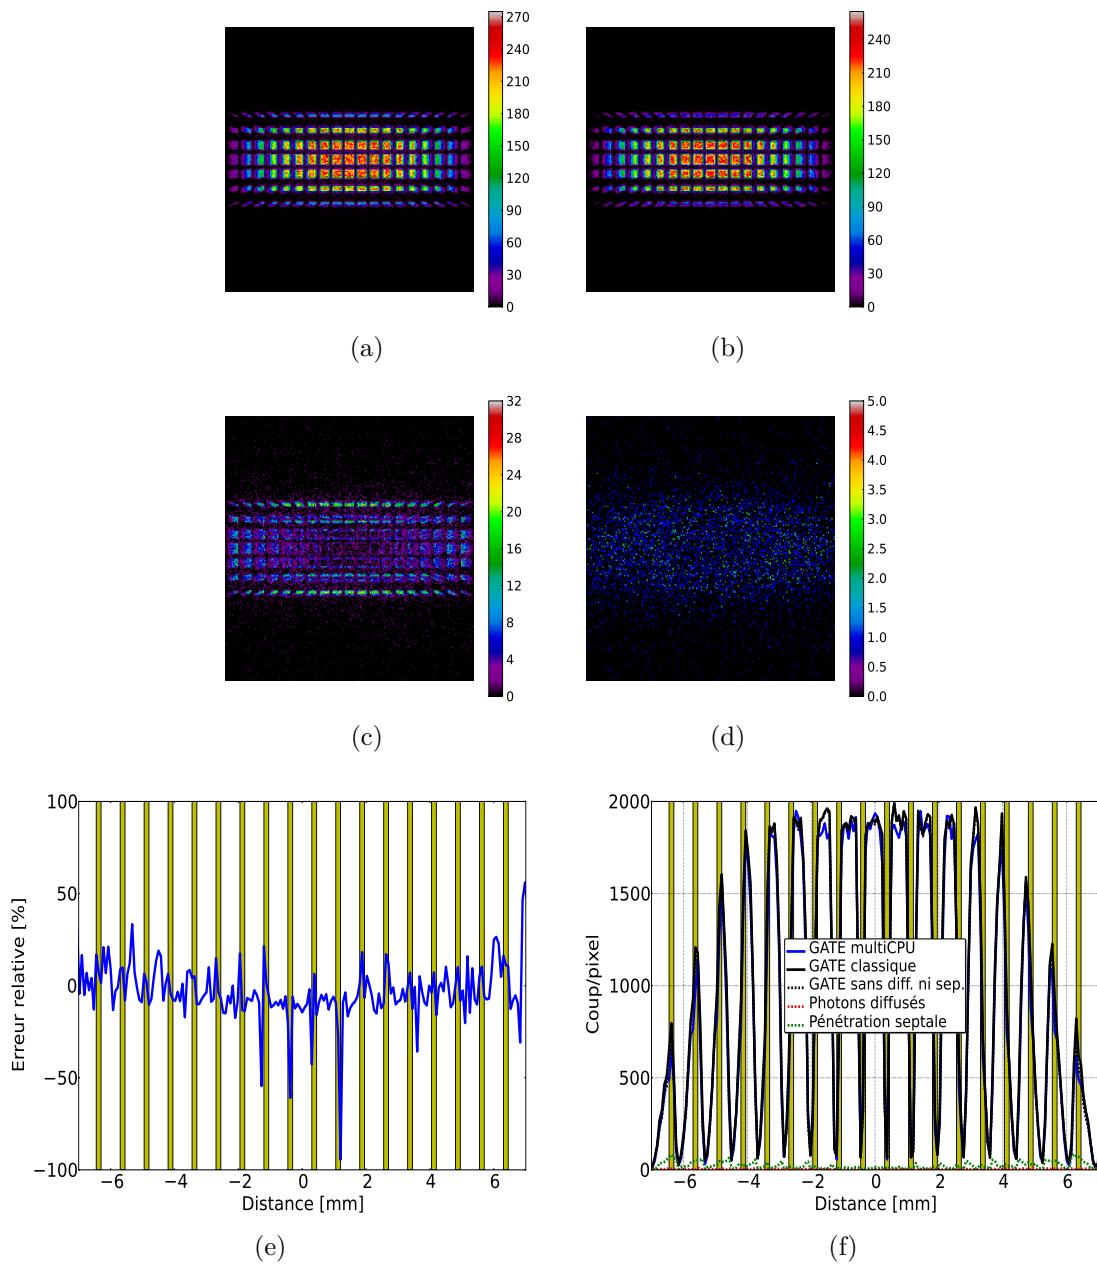 270
240
210
180
150
120
90
60
30
0
240
210
180
150
120
90
60
30
0
(a)
(b)
32
28
24
20
16
12
8
4
0
5.0
4.5
4.0
3.5
3.0
2.5
2.0
1.5
1.0
0.5
0.0
(c)
(d)
100
50
0
−50
−100
Erreur relative [%]
−6 −4 −2 0 2 4 6
Distance [mm]
(e)
2000
1500
1000
500
0
Coup/pixel
GATE multiCPU
GATE classique
GATE sans diff. ni sep.
Photons diffusés
Pénétration septale
−6 −4 −2 0 2 4 6
Distance [mm]
(f)